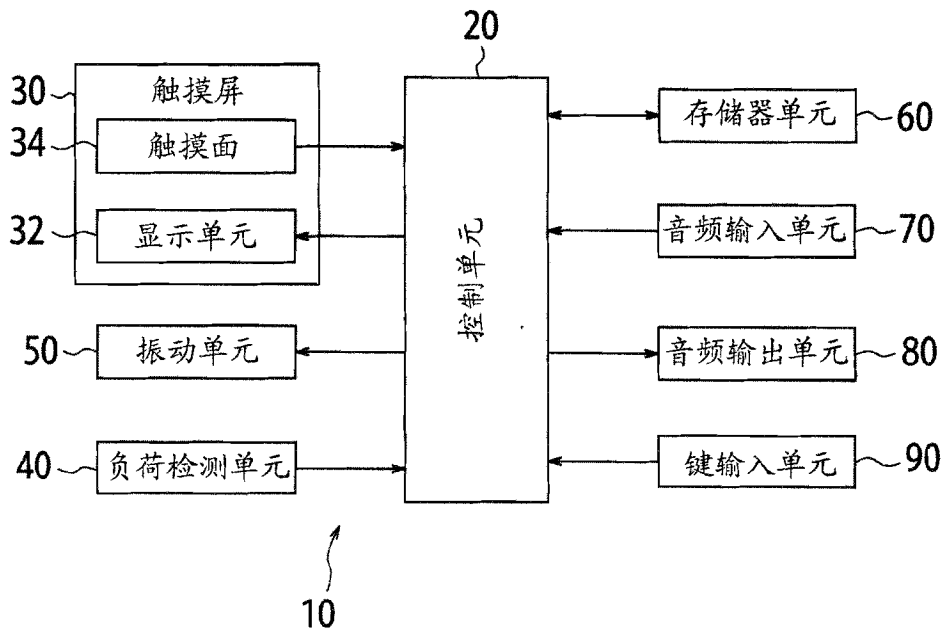 20
30
触摸屏
34
触摸面
32
显示单元
50
振动单元
40
负荷检测单元
控制单元
存储器单元
60
音频输入单元
70
音频输出单元
80
键输入单元
90
10